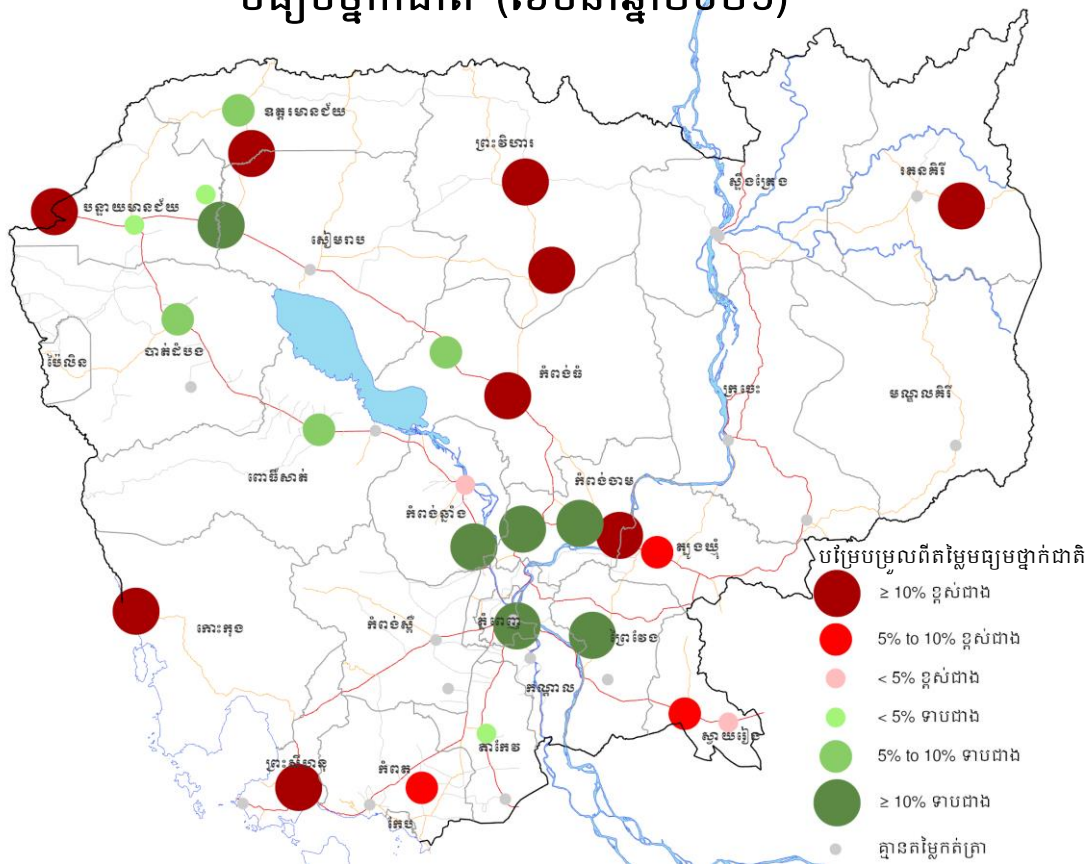 ឧត្តរមានជ័យ
ព្រះវិហារ
ស្ទឹងត្រែង
រតនគិរី
បន្ទាយមានជ័យ
សៀមរាប
ប៉ៃលិន
បាត់ដំបង
កំពង់ធំ
ក្រចេះ
មណ្ឌលគិរី
ពោធិ៍សាត់
កំពង់ចាម
កំពង់ឆ្នាំង
ត្បូងឃ្មុំ
បម្រែបម្រួលពីតម្លៃមធ្យមថ្នាក់ជាតិ
≥ 10% ខ្ពស់ជាង
កោះកុង
កំពង់ស្ពឺ
ព្រៃវែង
5% to 10% ខ្ពស់ជាង
< 5% ខ្ពស់ជាង
កណ្ដាល
< 5% ទាបជាង
ស្វាយរៀង
តាកែវ
5% to 10% ទាបជាង
ព្រះសីហនុ
កំពត
≥ 10% ទាបជាង
កែប
គ្មានតម្លៃកត់ត្រា